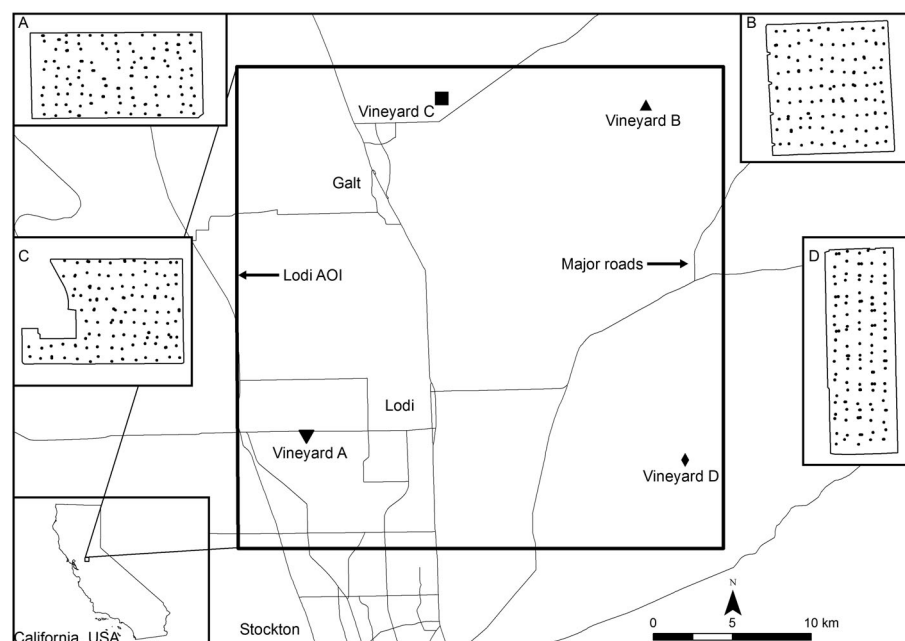 A
B
Vineyard C
Vineyard B
Galt
C
Lodi AOI
Major roads
D
Lodi
Vineyard A
Vineyard D
N
California, USA
Stockton
0 5 10 km